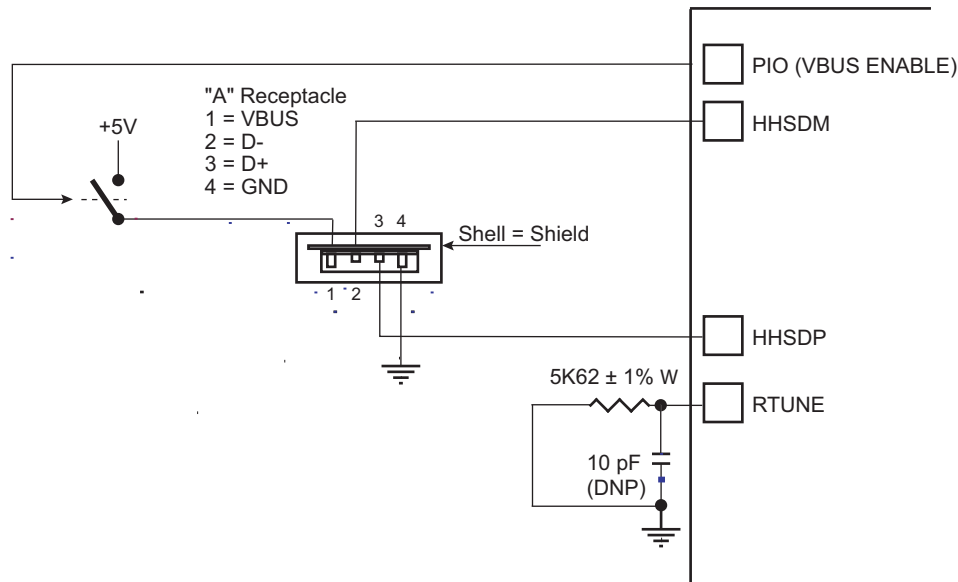 PIO (VBUS ENABLE)
"A" Receptacle
1 = VBUS
2 = D-
3 = D+
4 = GND
+5V
HHSDM
3 4
Shell = Shield
1 2
HHSDP
5K62 ± 1% W
RTUNE
10 pF
(DNP)